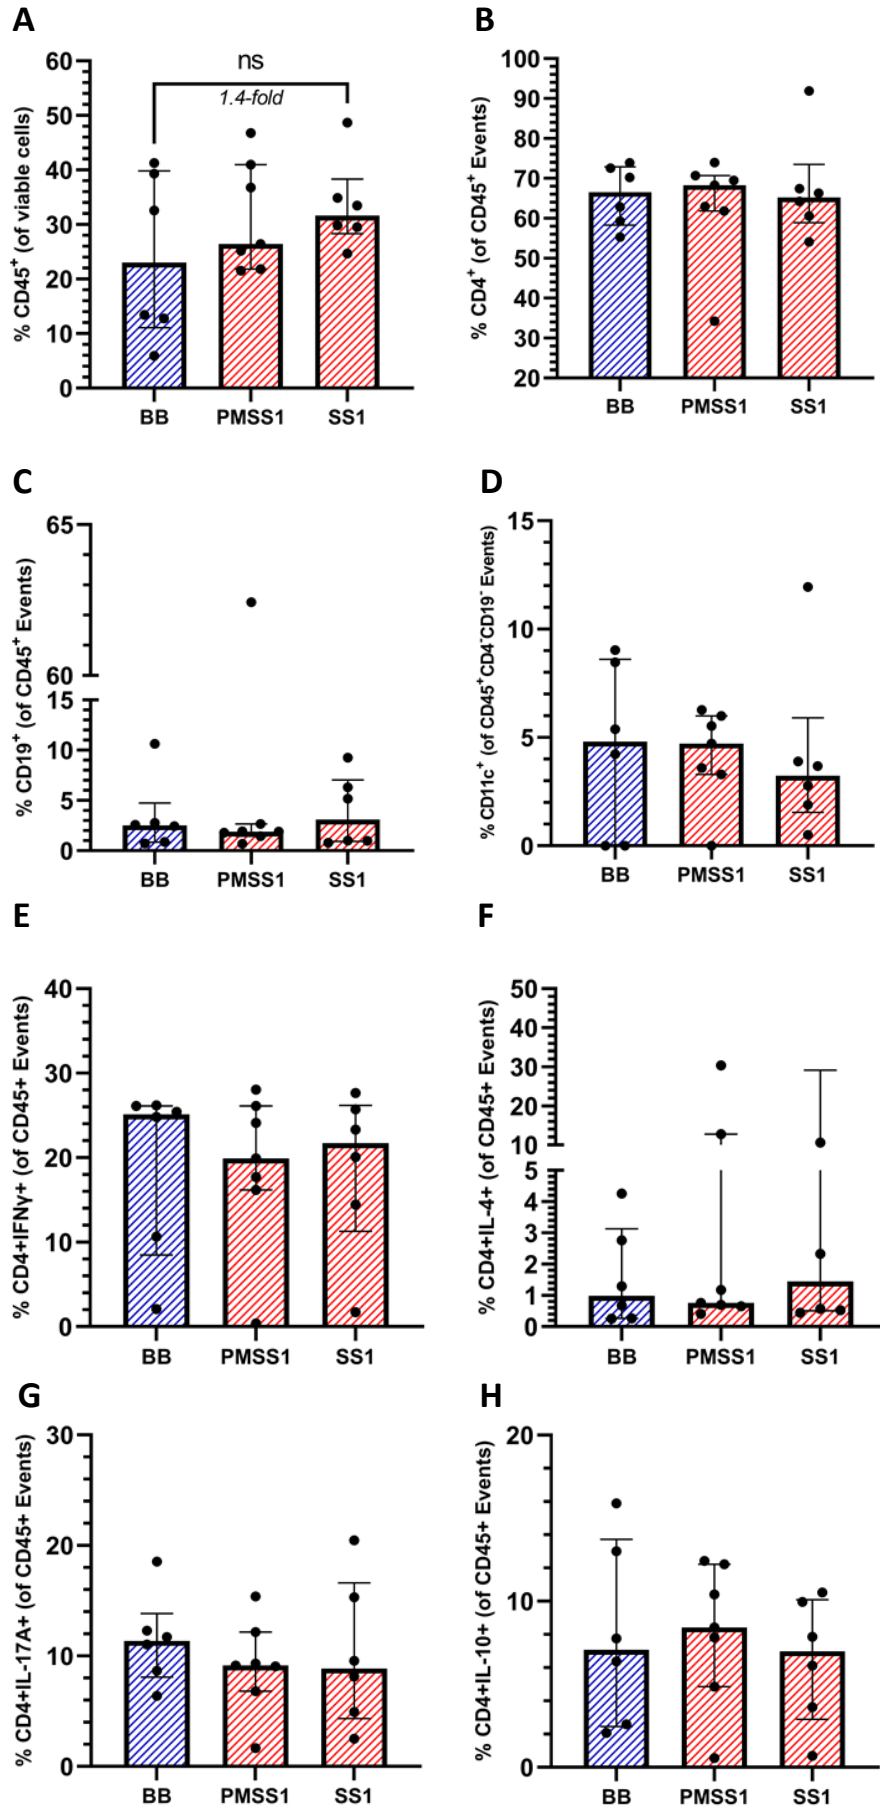 A
% CD45⁺ (of viable cells)
60
50
40
30
20
10
0
ns
1.4-fold
BB PMSS1 SS1
B
% CD4⁺ (of CD45⁺ Events)
100
90
80
70
60
50
40
30
20
BB PMSS1 SS1
C
% CD19⁺ (of CD45⁺ Events)
65
60
15
10
5
0
BB PMSS1 SS1
D
% CD11c⁺ (of CD45⁺CD4⁻CD19⁻ Events)
15
10
5
0
BB PMSS1 SS1
E
% CD4+IFNγ+ (of CD45+ Events)
40
30
20
10
0
BB PMSS1 SS1
F
% CD4+IL-4+ (of CD45+ Events)
50
40
30
20
10
5
4
3
2
1
0
BB PMSS1 SS1
G
% CD4+IL-17A+ (of CD45+ Events)
30
20
10
0
BB PMSS1 SS1
H
% CD4+IL-10+ (of CD45+ Events)
20
10
0
BB PMSS1 SS1